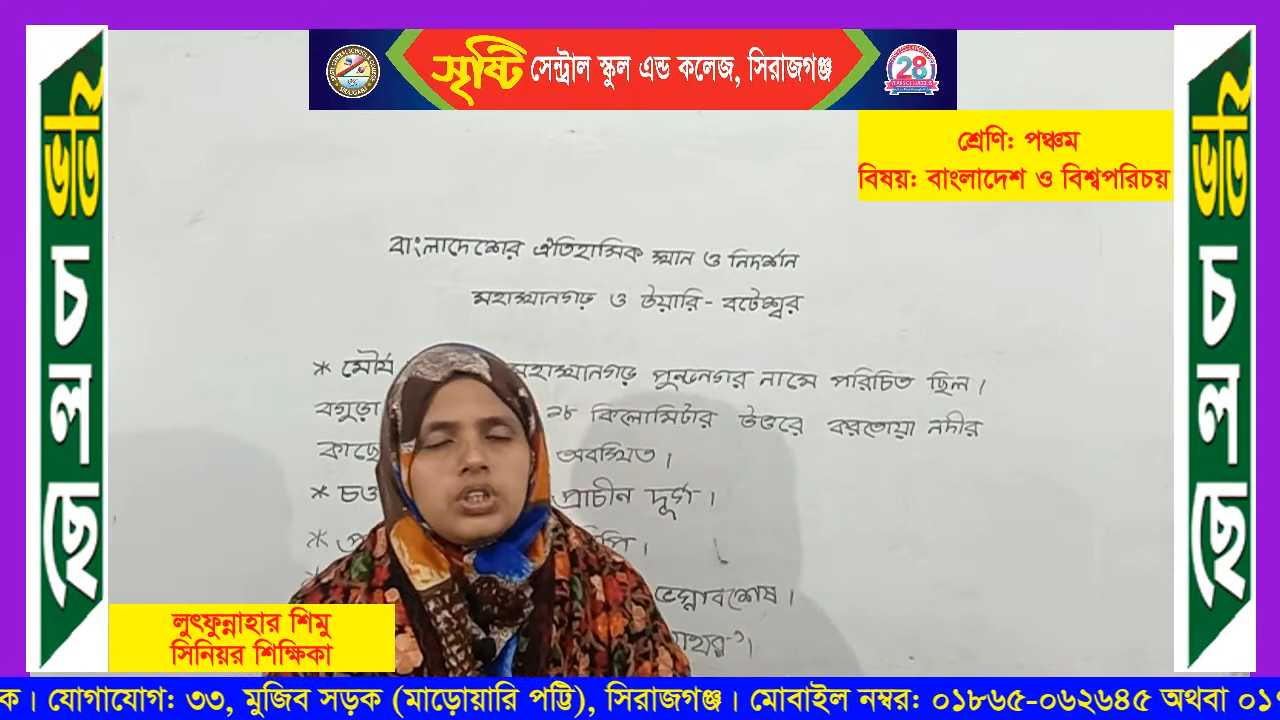 সৃষ্টি সেন্ট্রাল স্কুল এন্ড কলেজ, সিরাজগঞ্জ
28
শ্রেণি: পঞ্চম
বিষয়: বাংলাদেশ ও বিশ্বপরিচয়
ভর্তি চলছে
ভর্তি চলছে
বাংলাদেশের ঐতিহাসিক স্থান ও নিদর্শন
মহাস্থানগড় ও উয়ারি-বটেশ্বর
* মৌর্য মহাস্থানগড় পুন্ড্রনগর নামে পরিচিত ছিল।
বগুড়া ১৮ কিলোমিটার উত্তরে করতোয়া নদীর
কাছে অবস্থিত।
* প্রাচীন দুর্গ।
*
ভগ্নাবশেষ।
লুৎফুন্নাহার শিমু
সিনিয়র শিক্ষিকা
ক। যোগাযোগ: ৩৩, মুজিব সড়ক (মাড়োয়ারি পট্টি), সিরাজগঞ্জ। মোবাইল নম্বর: ০১৮৬৫-০৬২৬৪৫ অথবা ০১